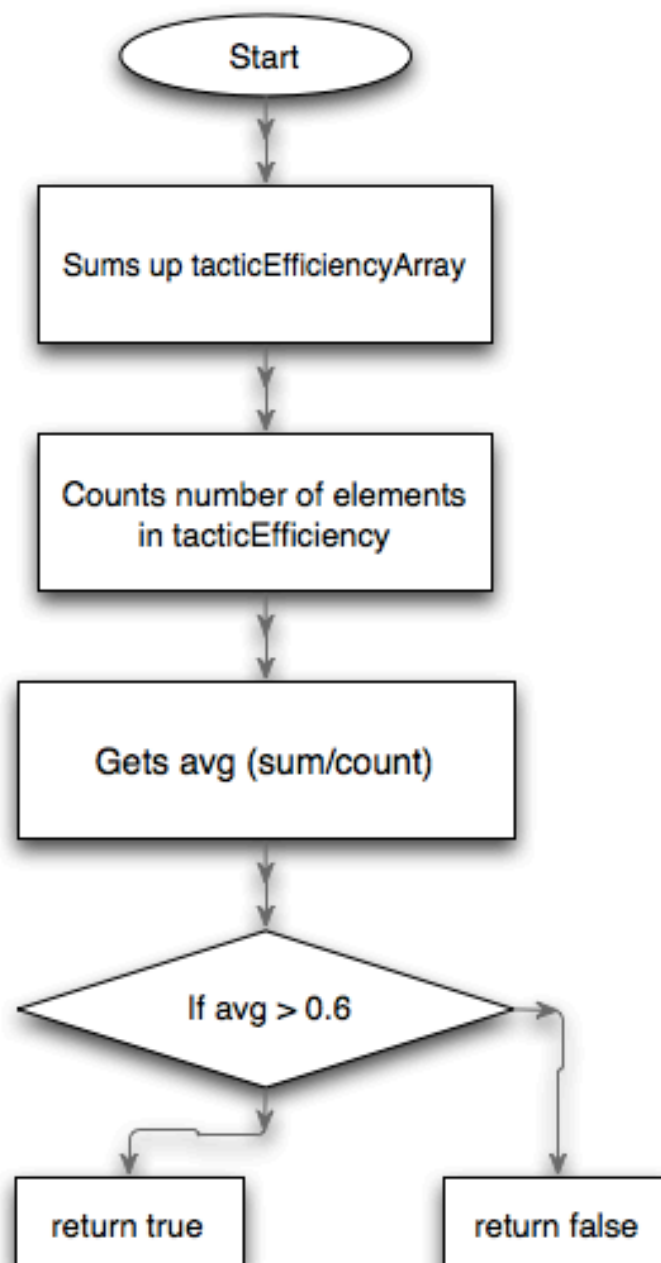 Start
Sums up tacticEfficiencyArray
Counts number of elements
in tacticEfficiency
Gets avg (sum/count)
If avg > 0.6
return true
return false